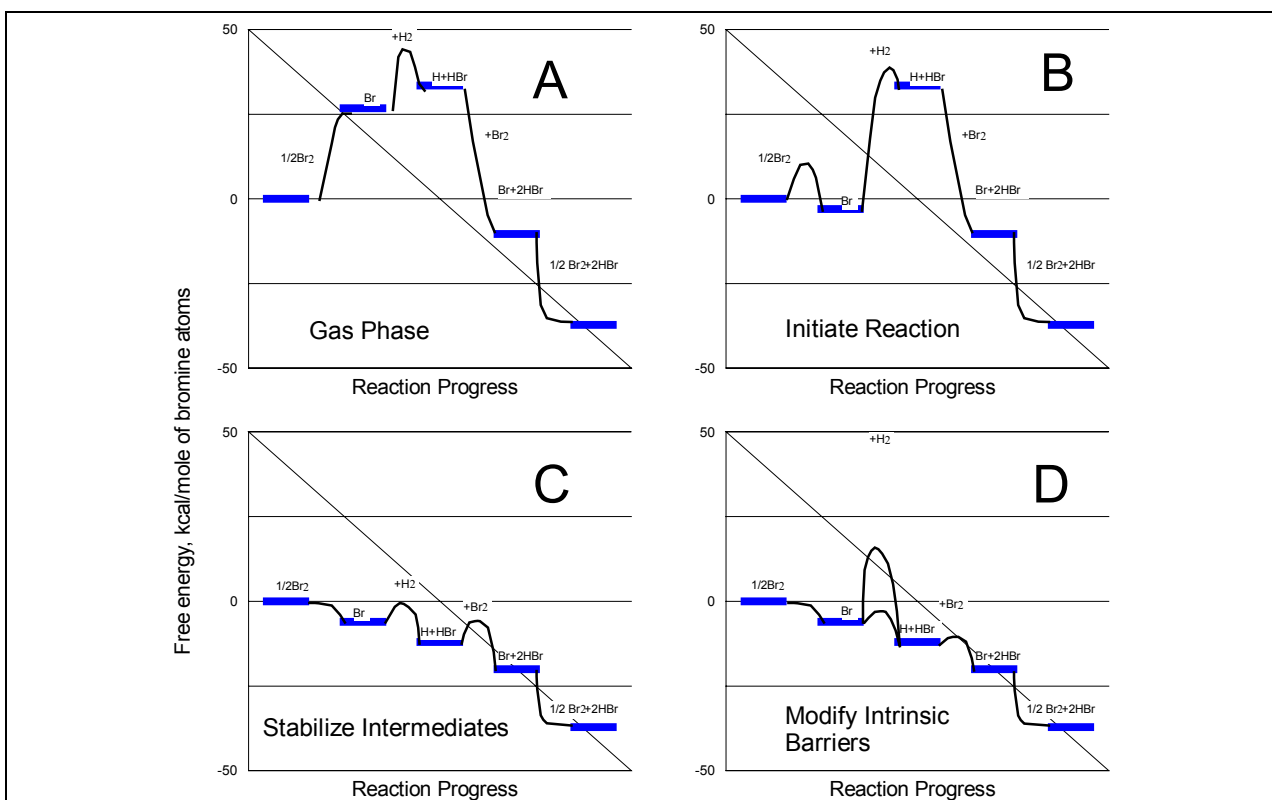 Free energy, kcal/mole of bromine atoms
50
0
-50
A
1/2Br2
Br
+H2
H+HBr
+Br2
Br+2HBr
1/2 Br2+2HBr
Gas Phase
Reaction Progress
50
0
-50
B
1/2Br2
Br
+H2
H+HBr
+Br2
Br+2HBr
1/2 Br2+2HBr
Initiate Reaction
Reaction Progress
50
0
-50
C
1/2Br2
Br
+H2
H+HBr
+Br2
Br+2HBr
1/2 Br2+2HBr
Stabilize Intermediates
Reaction Progress
50
0
-50
D
+H2
1/2Br2
Br
H+HBr
+Br2
Br+2HBr
1/2 Br2+2HBr
Modify Intrinsic
Barriers
Reaction Progress